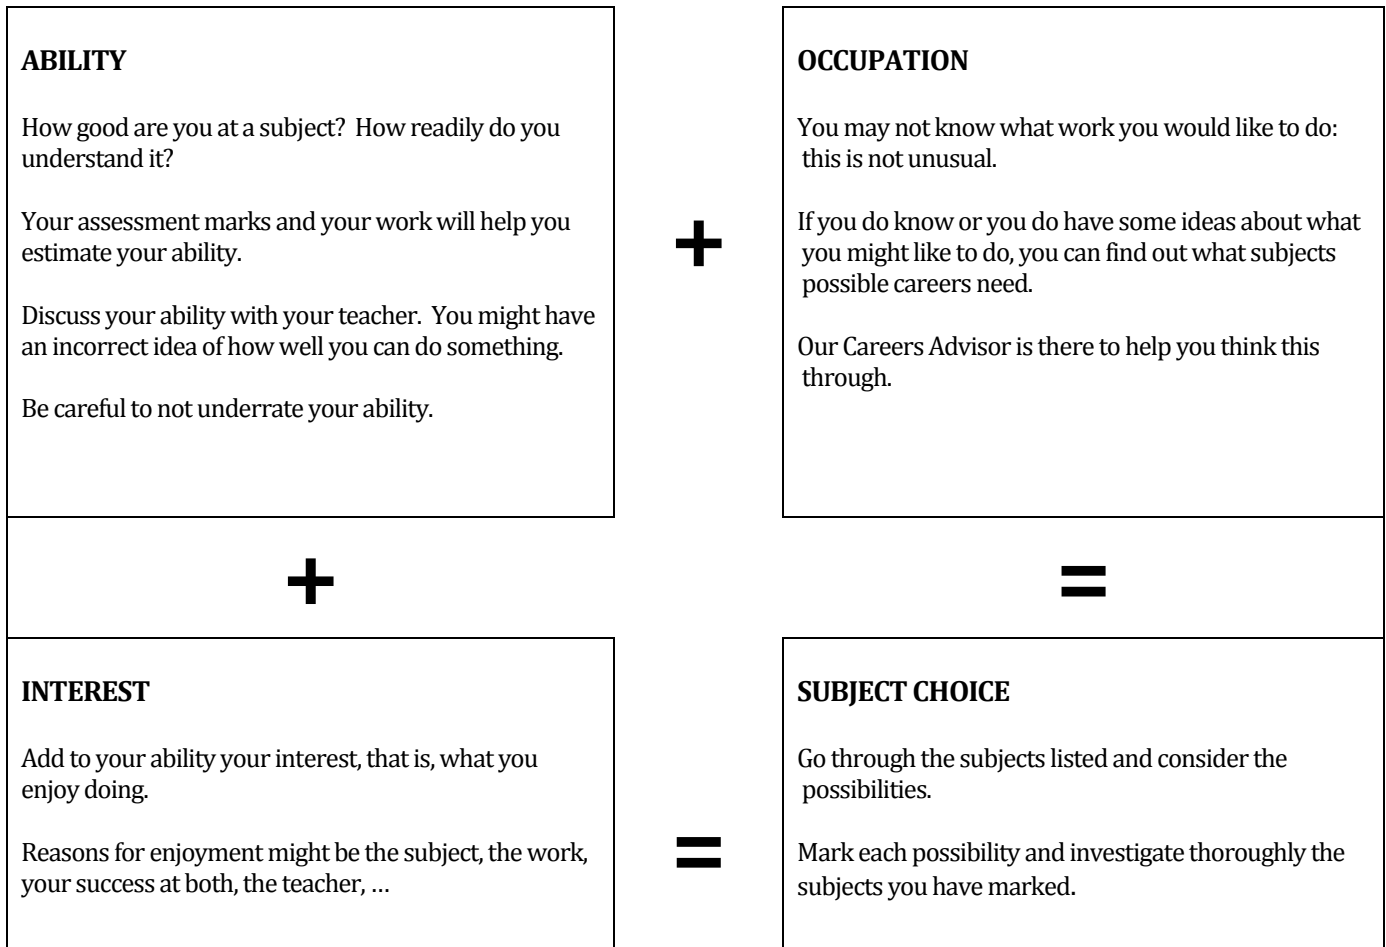 ABILITY
How good are you at a subject?  How readily do you
understand it?
Your assessment marks and your work will help you
estimate your ability.
Discuss your ability with your teacher.  You might have
an incorrect idea of how well you can do something.
Be careful to not underrate your ability.
+
OCCUPATION
You may not know what work you would like to do:
this is not unusual.
If you do know or you do have some ideas about what
you might like to do, you can find out what subjects
possible careers need.
Our Careers Advisor is there to help you think this
through.
+
=
INTEREST
Add to your ability your interest, that is, what you
enjoy doing.
Reasons for enjoyment might be the subject, the work,
your success at both, the teacher, …
=
SUBJECT CHOICE
Go through the subjects listed and consider the
possibilities.
Mark each possibility and investigate thoroughly the
subjects you have marked.